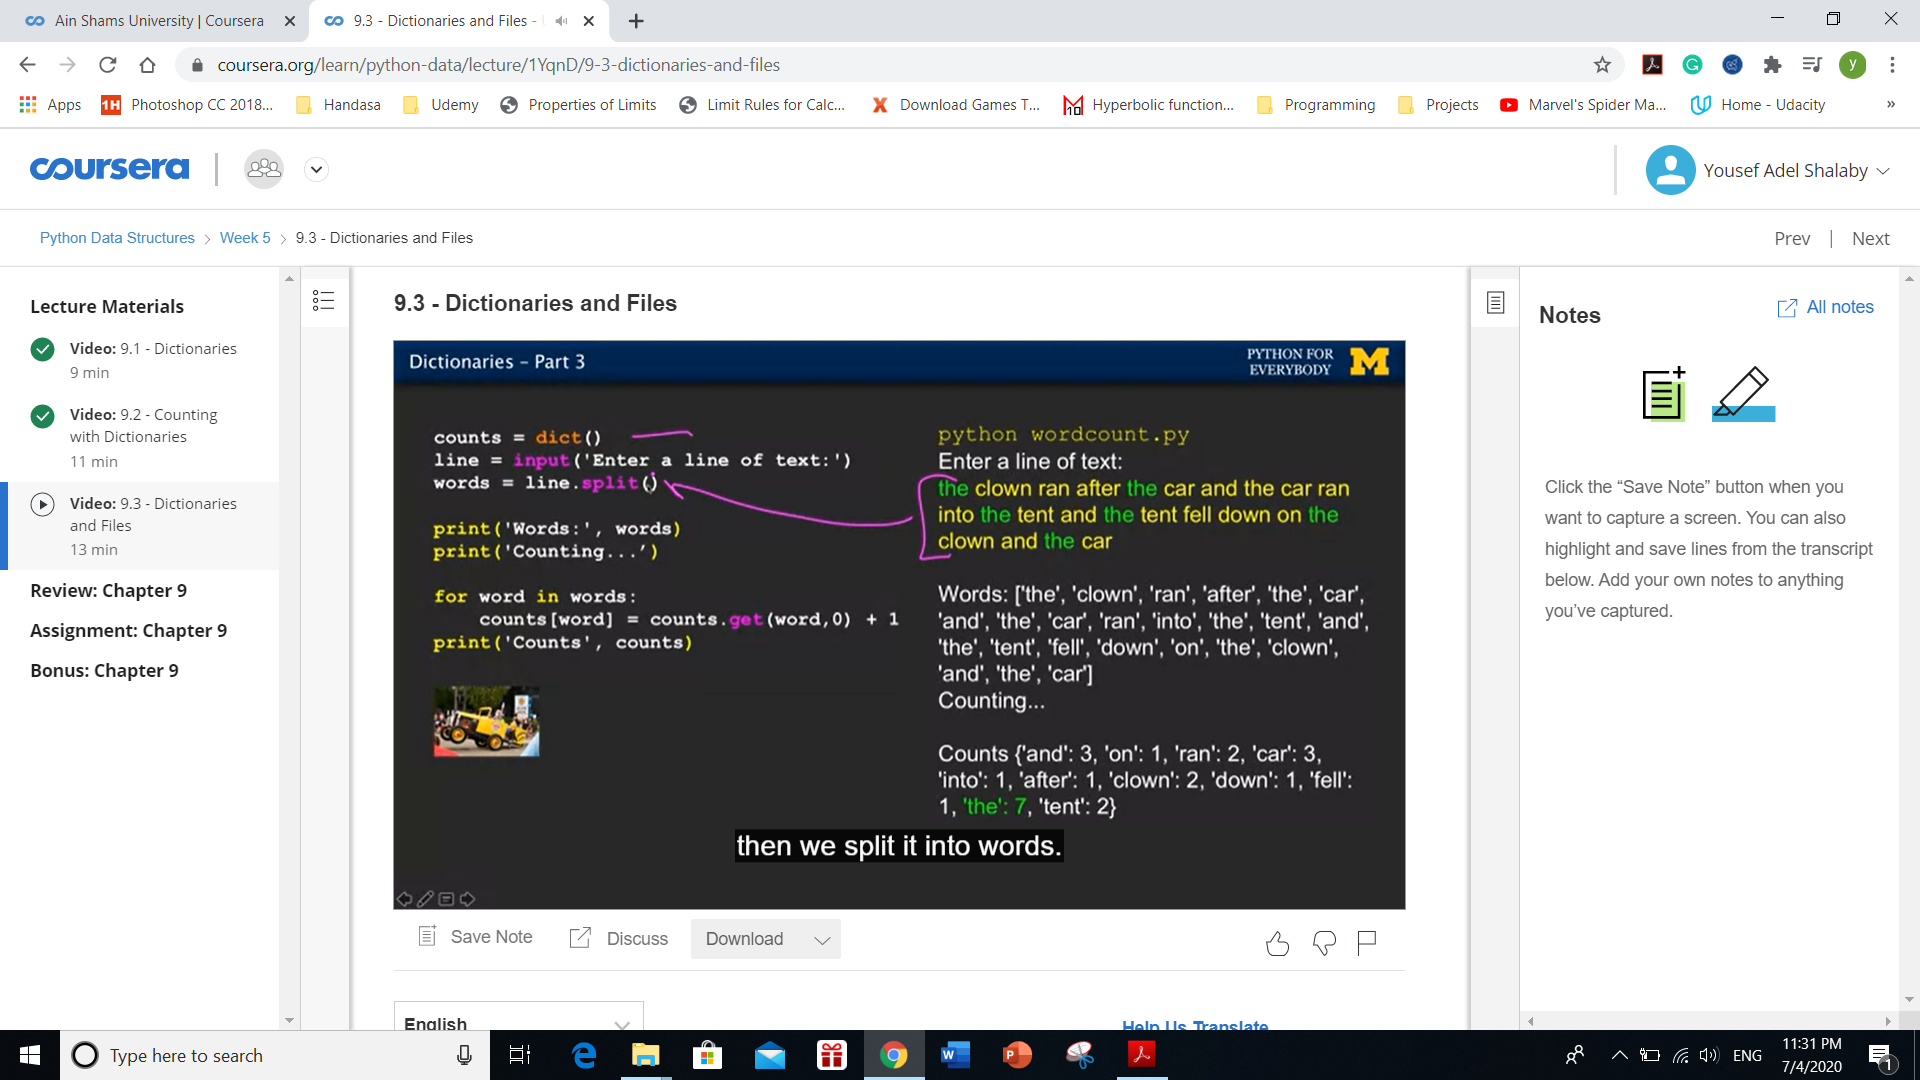 Ain Shams University | Coursera
9.3 - Dictionaries and Files -
coursera.org/learn/python-data/lecture/1YqnD/9-3-dictionaries-and-files
y
Apps
1H Photoshop CC 2018...
Handasa
Udemy
Properties of Limits
Limit Rules for Calc...
Download Games T...
Hyperbolic function...
Programming
Projects
Marvel's Spider Ma...
Home - Udacity
»
coursera
Yousef Adel Shalaby
Python Data Structures > Week 5 > 9.3 - Dictionaries and Files
Prev | Next
Lecture Materials
Video: 9.1 - Dictionaries
9 min
Video: 9.2 - Counting
with Dictionaries
11 min
Video: 9.3 - Dictionaries
and Files
13 min
Review: Chapter 9
Assignment: Chapter 9
Bonus: Chapter 9
9.3 - Dictionaries and Files
Dictionaries – Part 3
PYTHON FOR
EVERYBODY
M
counts = dict()
line = input('Enter a line of text:')
words = line.split()
print('Words:', words)
print('Counting...’)
for word in words:
counts[word] = counts.get(word,0) + 1
print('Counts', counts)
python wordcount.py
Enter a line of text:
the clown ran after the car and the car ran
into the tent and the tent fell down on the
clown and the car
Words: ['the', 'clown', 'ran', 'after', 'the', 'car',
'and', 'the', 'car', 'ran', 'into', 'the', 'tent', 'and',
'the', 'tent', 'fell', 'down', 'on', 'the', 'clown',
'and', 'the', 'car']
Counting...
Counts {'and': 3, 'on': 1, 'ran': 2, 'car': 3,
'into': 1, 'after': 1, 'clown': 2, 'down': 1, 'fell':
1, 'the': 7, 'tent': 2}
then we split it into words.
Save Note
Discuss
Download
English
Help Us Translate
Notes
All notes
Click the “Save Note” button when you
want to capture a screen. You can also
highlight and save lines from the transcript
below. Add your own notes to anything
you’ve captured.
Type here to search
ENG
11:31 PM
7/4/2020
1